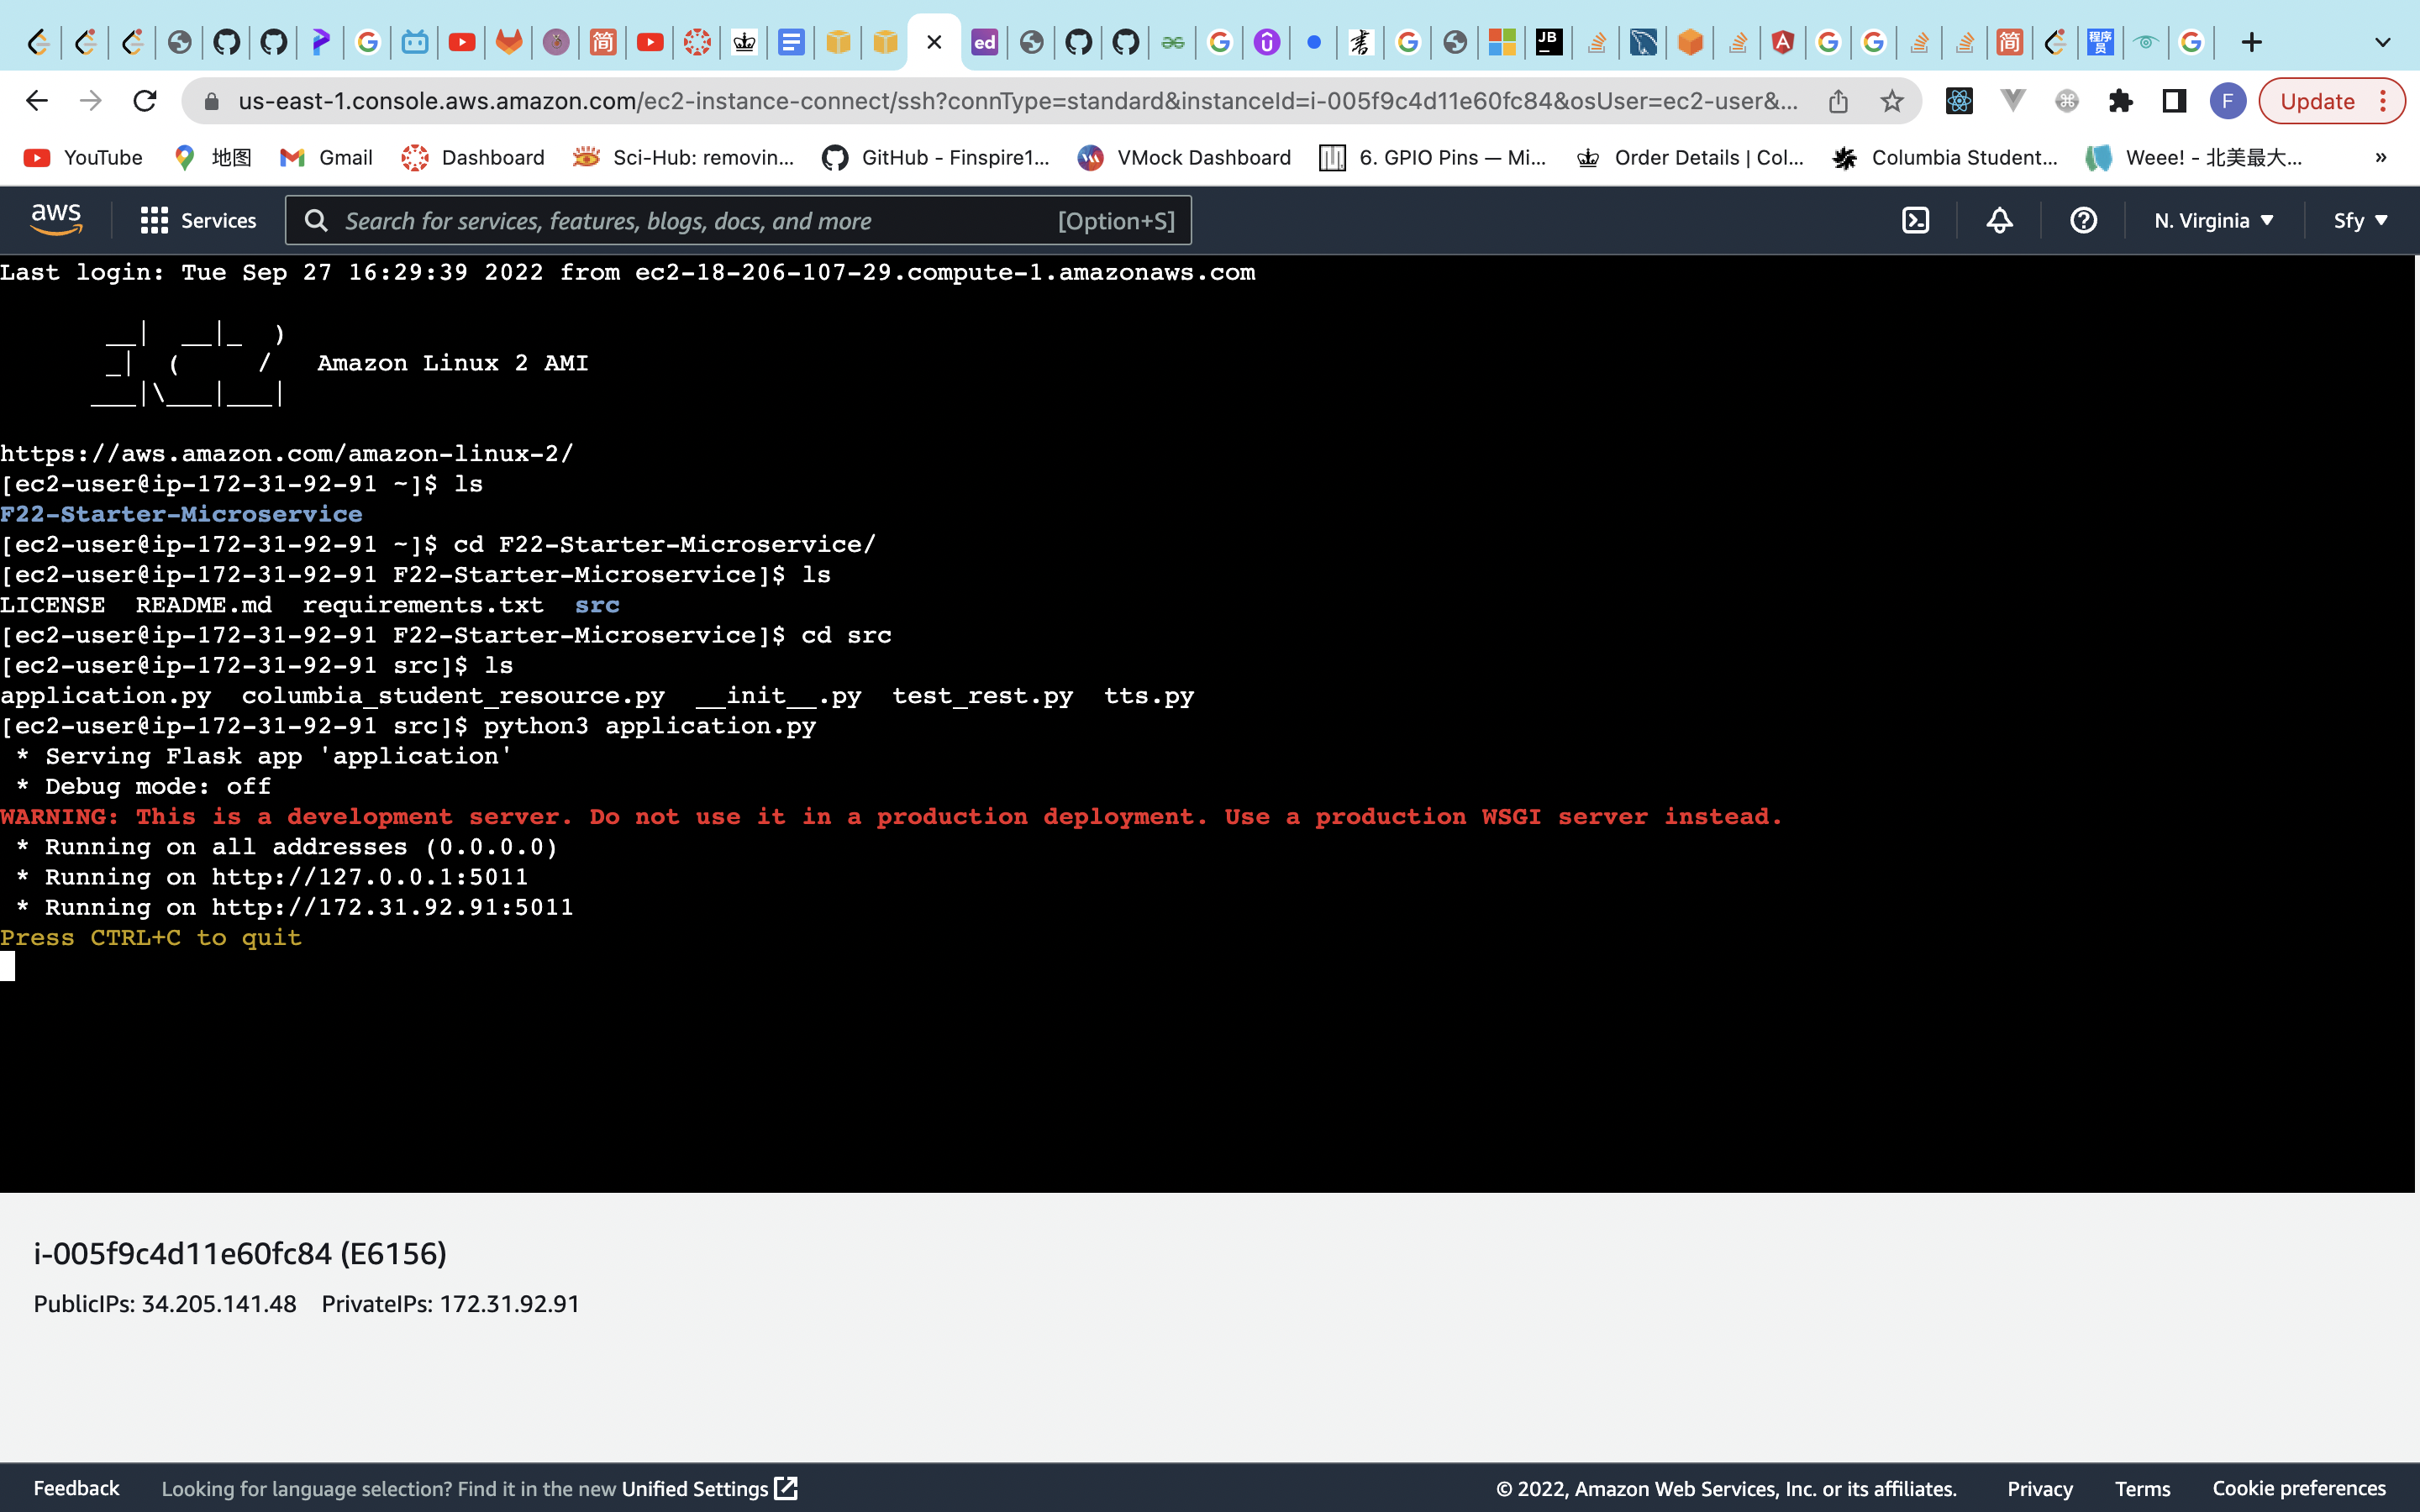 简 ed JB 简 程序员
us-east-1.console.aws.amazon.com/ec2-instance-connect/ssh?connType=standard&instanceId=i-005f9c4d11e60fc84&osUser=ec2-user&... F Update
YouTube 地图 Gmail Dashboard Sci-Hub: removin... GitHub - Finspire1... VMock Dashboard 6. GPIO Pins — Mi... Order Details | Col... Columbia Student... Weee! - 北美最大... »
aws Services Search for services, features, blogs, docs, and more [Option+S] N. Virginia Sfy
Last login: Tue Sep 27 16:29:39 2022 from ec2-18-206-107-29.compute-1.amazonaws.com
       __|  __|_  )
       _|  (     /   Amazon Linux 2 AMI
      ___|\___|___|
https://aws.amazon.com/amazon-linux-2/
[ec2-user@ip-172-31-92-91 ~]$ ls
F22-Starter-Microservice
[ec2-user@ip-172-31-92-91 ~]$ cd F22-Starter-Microservice/
[ec2-user@ip-172-31-92-91 F22-Starter-Microservice]$ ls
LICENSE  README.md  requirements.txt  src
[ec2-user@ip-172-31-92-91 F22-Starter-Microservice]$ cd src
[ec2-user@ip-172-31-92-91 src]$ ls
application.py  columbia_student_resource.py  __init__.py  test_rest.py  tts.py
[ec2-user@ip-172-31-92-91 src]$ python3 application.py
 * Serving Flask app 'application'
 * Debug mode: off
WARNING: This is a development server. Do not use it in a production deployment. Use a production WSGI server instead.
 * Running on all addresses (0.0.0.0)
 * Running on http://127.0.0.1:5011
 * Running on http://172.31.92.91:5011
Press CTRL+C to quit
i-005f9c4d11e60fc84 (E6156)
PublicIPs: 34.205.141.48 PrivateIPs: 172.31.92.91
Feedback Looking for language selection? Find it in the new Unified Settings © 2022, Amazon Web Services, Inc. or its affiliates. Privacy Terms Cookie preferences